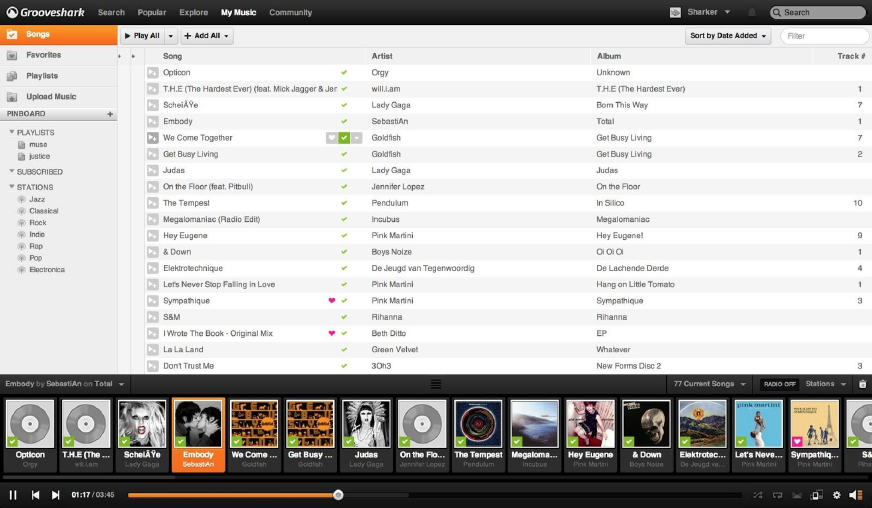 Grooveshark Search Popular Explore My Music Community Sharker Search
Songs
Favorites
Playlists
Upload Music
PINBOARD +
PLAYLISTS
muse
justice
SUBSCRIBED
STATIONS
Jazz
Classical
Rock
Indie
Rap
Pop
Electronica
Play All + Add All Sort by Date Added Filter
Song Artist Album Track #
Opticon Orgy Unknown
T.H.E (The Hardest Ever) (feat. Mick Jagger & Jer will.i.am T.H.E (The Hardest Ever) 1
ScheiÃŸe Lady Gaga Born This Way 7
Embody SebastiAn Total 1
We Come Together Goldfish Get Busy Living 7
Get Busy Living Goldfish Get Busy Living 2
Judas Lady Gaga Judas
On the Floor (feat. Pitbull) Jennifer Lopez On the Floor
The Tempest Pendulum In Silico 10
Megalomaniac (Radio Edit) Incubus Megalomaniac
Hey Eugene Pink Martini Hey Eugene! 9
& Down Boys Noize Oi Oi Oi 1
Elektrotechnique De Jeugd van Tegenwoordig De Lachende Derde 4
Let's Never Stop Falling in Love Pink Martini Hang on Little Tomato 1
Sympathique Pink Martini Sympathique 3
S&M Rihanna Rihanna
I Wrote The Book - Original Mix Beth Ditto EP
La La Land Green Velvet Whatever
Don't Trust Me 3Oh3 New Forms Disc 2 3
Embody by SebastiAn on Total 77 Current Songs RADIO OFF Stations
pink martini
Opticon T.H.E (The ... ScheiÃŸe Embody We Come ... Get Busy ... Judas On the Flo... The Tempest Megaloma... Hey Eugene & Down Elektrotec... Let's Neve... Sympathiq... S&
Orgy will.i.am Lady Gaga SebastiAn Goldfish Goldfish Lady Gaga Jennifer Lopez Pendulum Incubus Pink Martini Boys Noize De Jeugd va... Pink Martini Pink Martini
01:17 / 03:45